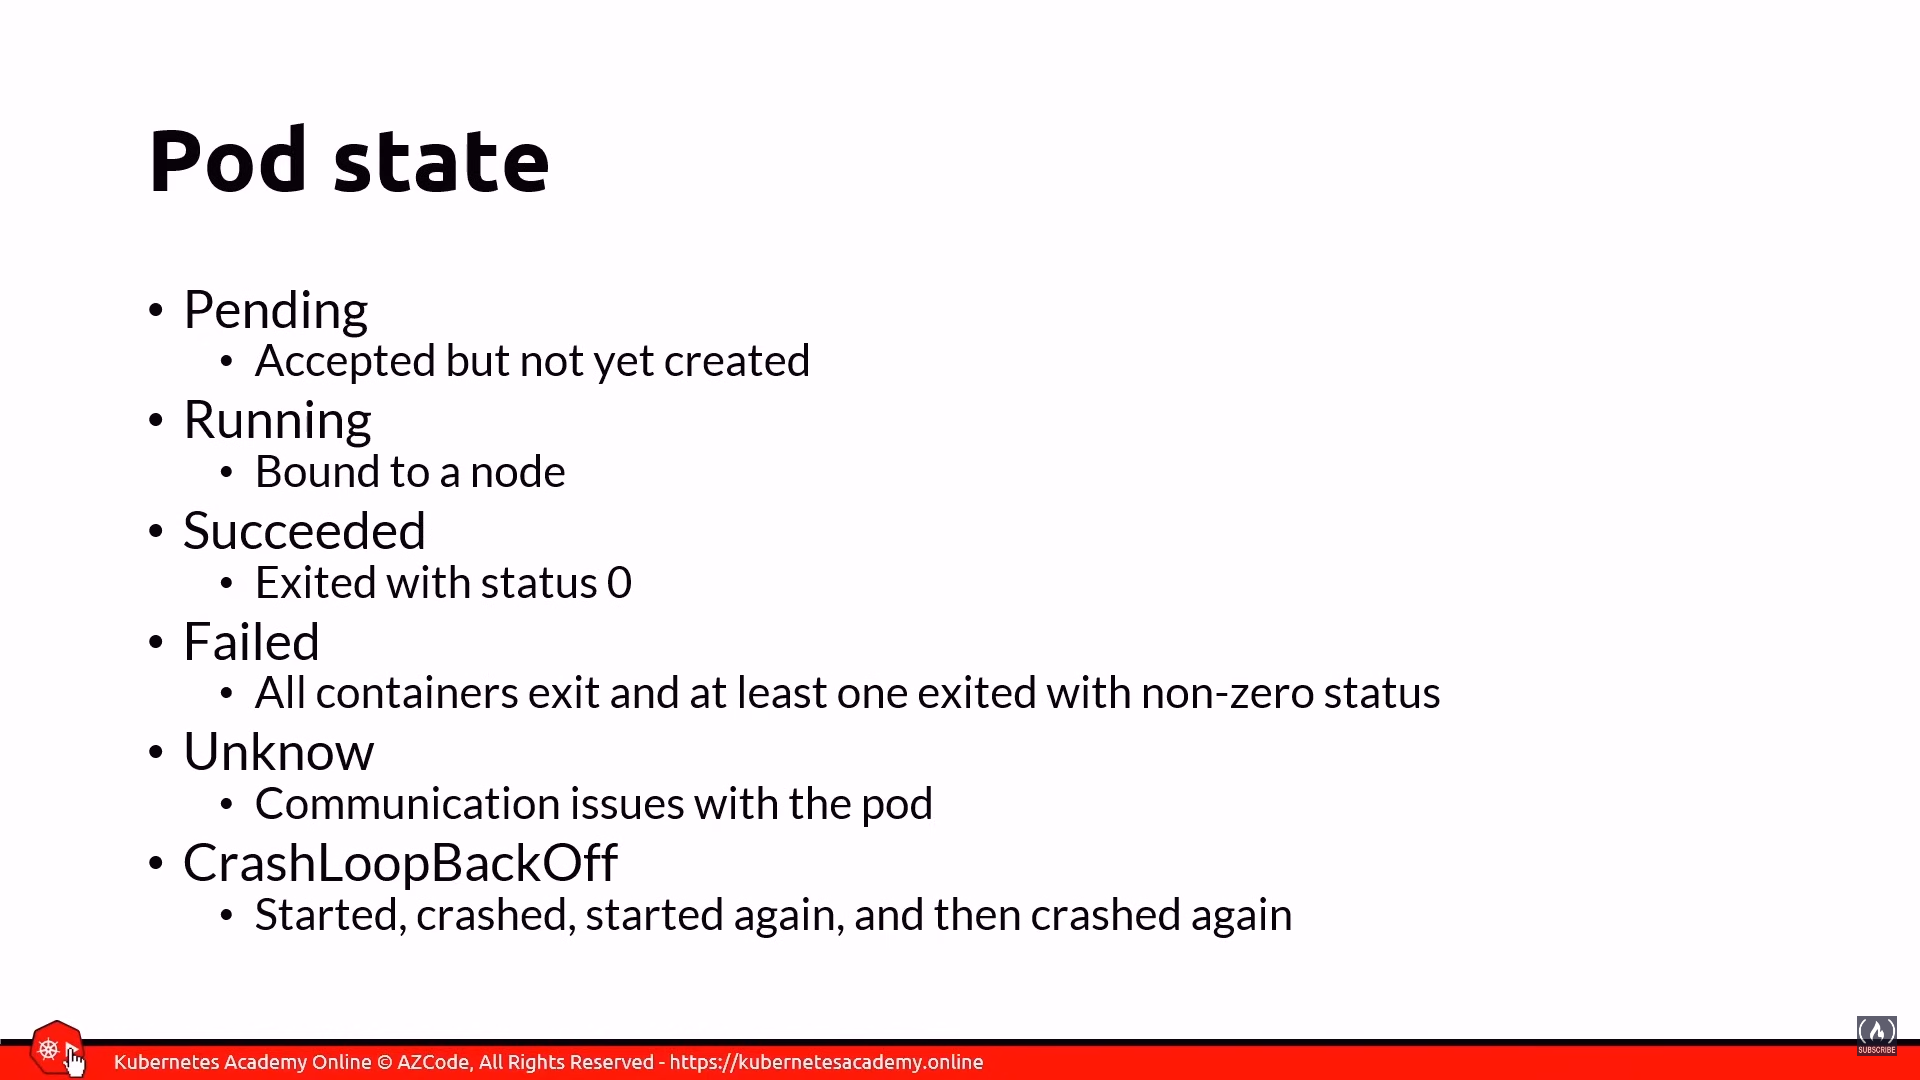 Pod state
• Pending
• Accepted but not yet created
• Running
• Bound to a node
• Succeeded
• Exited with status 0
• Failed
• All containers exit and at least one exited with non-zero status
• Unknow
• Communication issues with the pod
• CrashLoopBackOff
• Started, crashed, started again, and then crashed again
Kubernetes Academy Online © AZCode, All Rights Reserved - https://kubernetesacademy.online
SUBSCRIBE